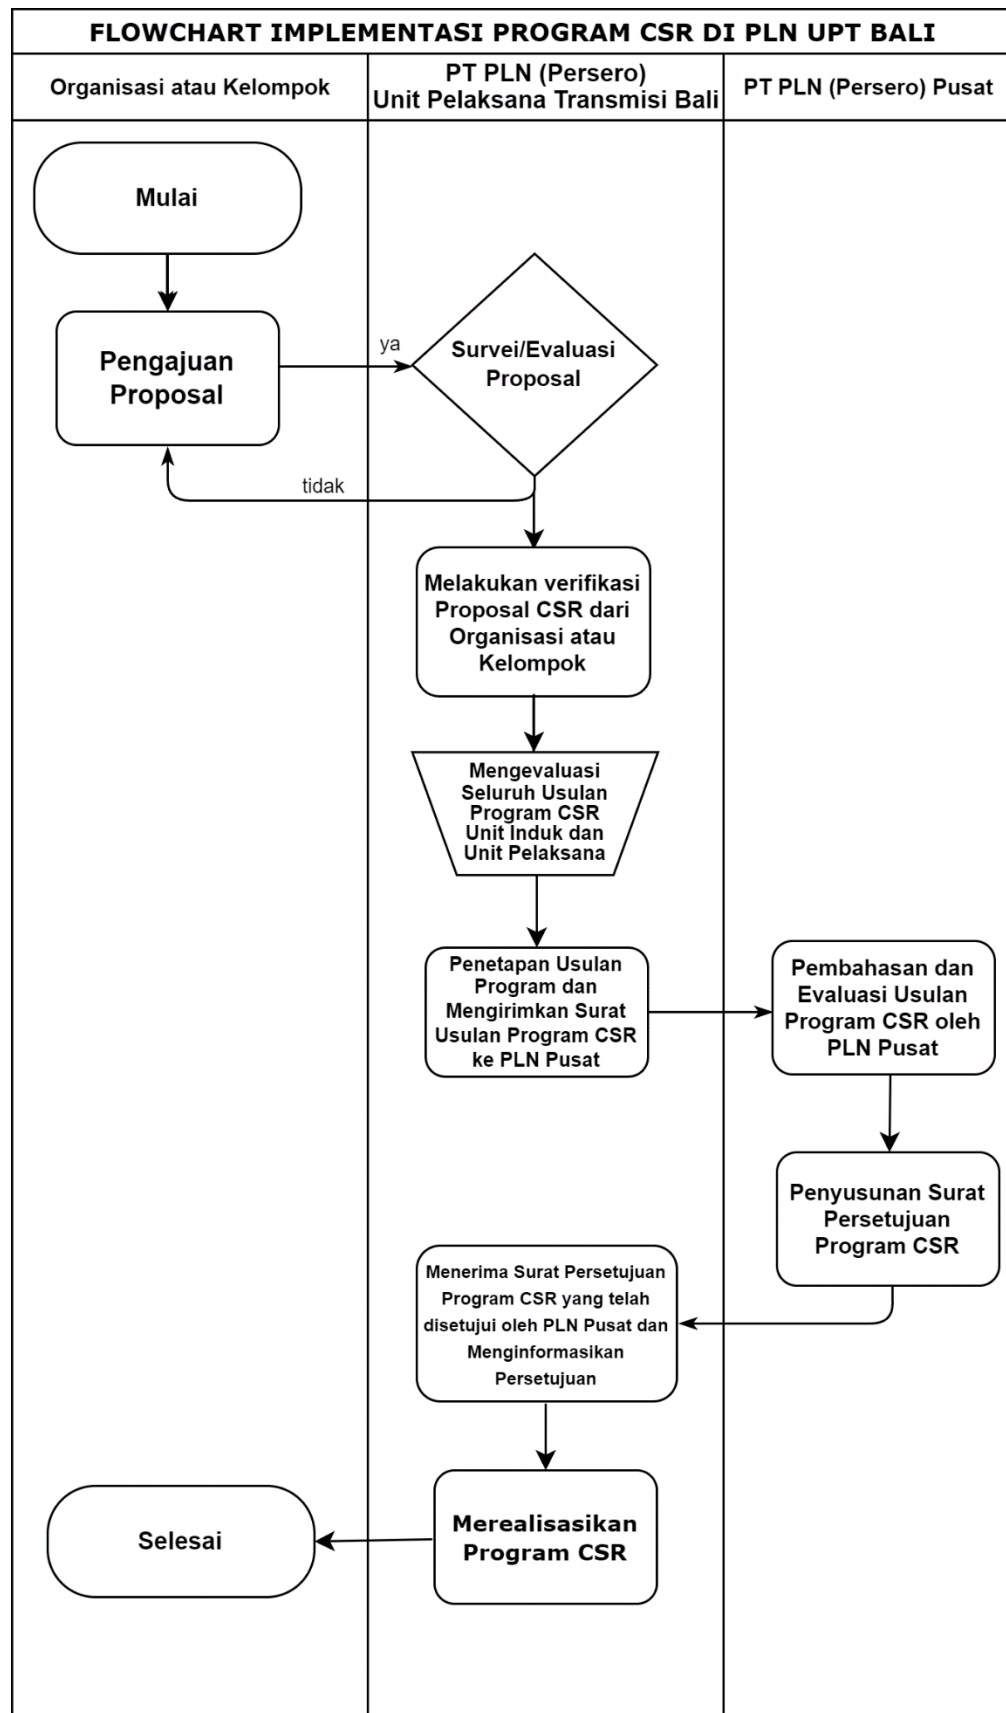 FLOWCHART IMPLEMENTASI PROGRAM CSR DI PLN UPT BALI
Organisasi atau Kelompok
PT PLN (Persero)
Unit Pelaksana Transmisi Bali
PT PLN (Persero) Pusat
Mulai
Pengajuan
Proposal
ya
Survei/Evaluasi
Proposal
tidak
Melakukan verifikasi
Proposal CSR dari
Organisasi atau
Kelompok
Mengevaluasi
Seluruh Usulan
Program CSR
Unit Induk dan
Unit Pelaksana
Penetapan Usulan
Program dan
Mengirimkan Surat
Usulan Program CSR
ke PLN Pusat
Pembahasan dan
Evaluasi Usulan
Program CSR oleh
PLN Pusat
Penyusunan Surat
Persetujuan
Program CSR
Menerima Surat Persetujuan
Program CSR yang telah
disetujui oleh PLN Pusat dan
Menginformasikan
Persetujuan
Merealisasikan
Program CSR
Selesai